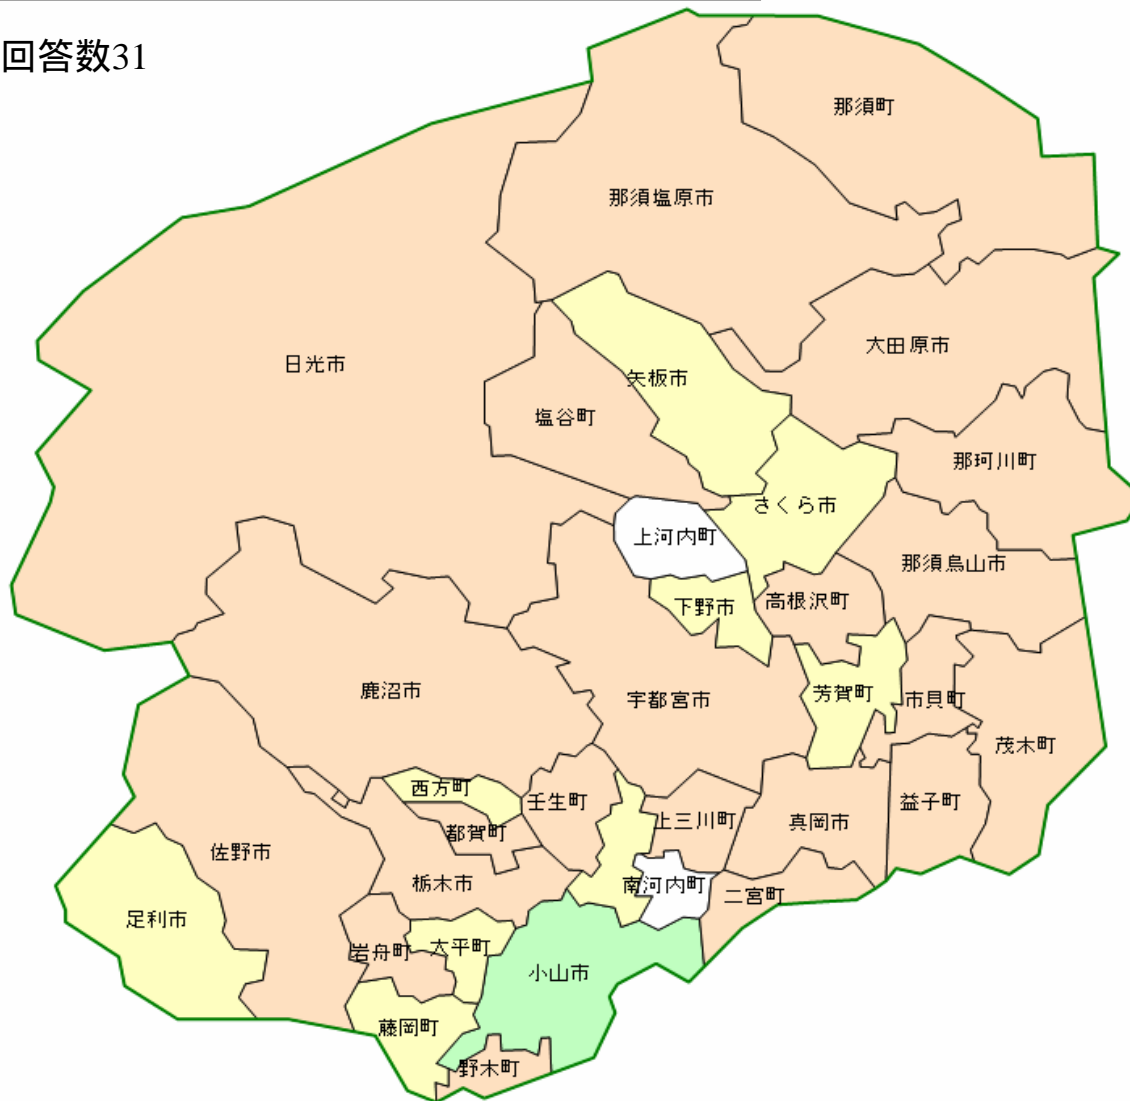 回答数31
那須町
那須塩原市
大田原市
日光市
矢板市
塩谷町
那珂川町
さくら市
上河内町
那須烏山市
下野市
高根沢町
鹿沼市
宇都宮市
芳賀町
市貝町
茂木町
西方町
壬生町
益子町
都賀町
上三川町
真岡市
佐野市
栃木市
南河内町
二宮町
足利市
岩舟町
大平町
小山市
藤岡町
野木町